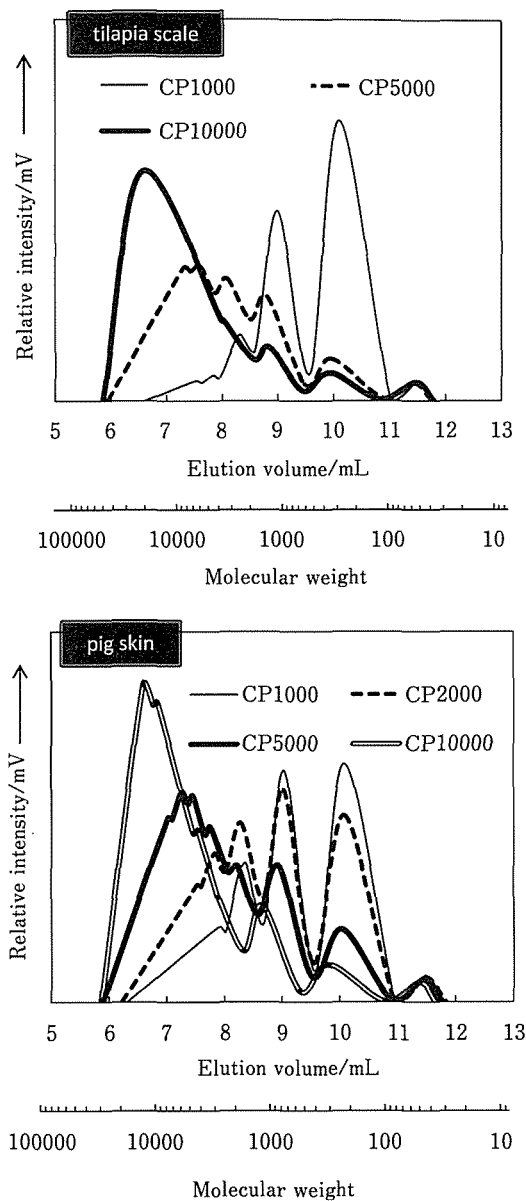 tilapia scale
CP1000
CP5000
CP10000
Relative intensity/mV
5 6 7 8 9 10 11 12 13
Elution volume/mL
100000 10000 1000 100 10
Molecular weight
pig skin
CP1000
CP2000
CP5000
CP10000
Relative intensity/mV
5 6 7 8 9 10 11 12 13
Elution volume/mL
100000 10000 1000 100 10
Molecular weight